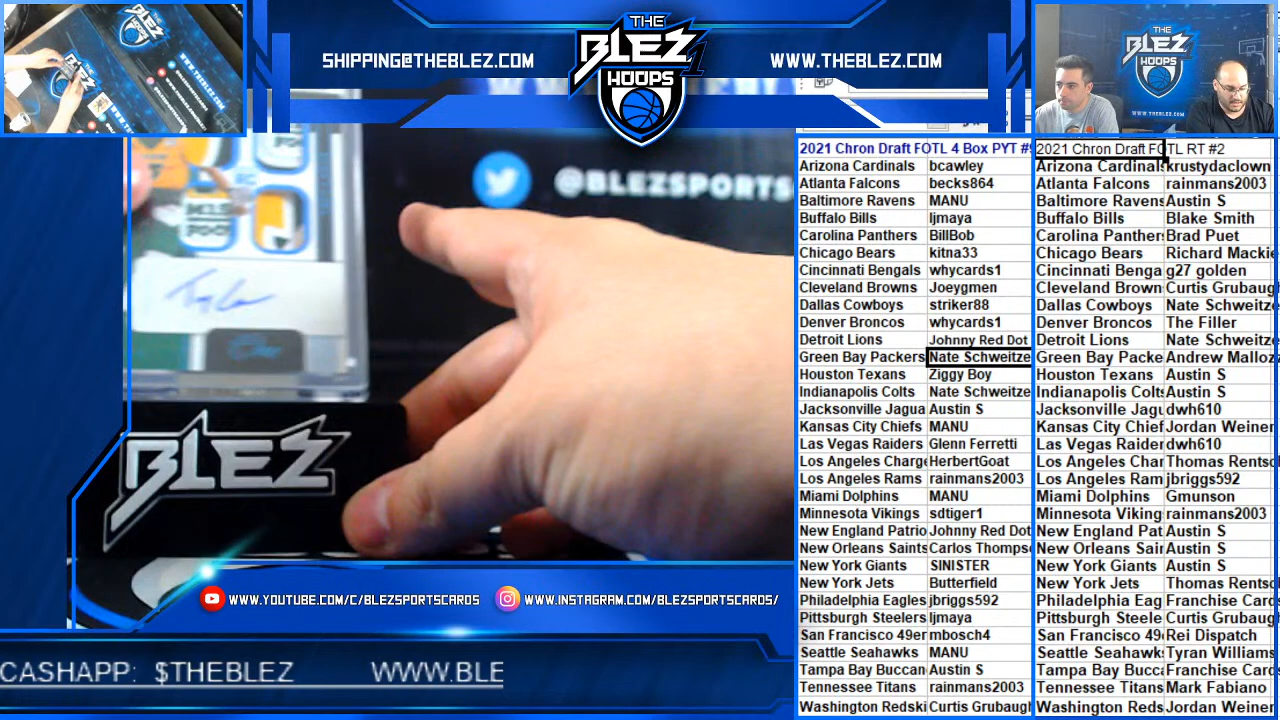 SHIPPING@THEBLEZ.COM
THE
BLEZ
HOOPS
WWW.THEBLEZ.COM
@BLEZSPORTS
BLEZ
WWW.YOUTUBE.COM/C/BLEZSPORTSCARDS
WWW.INSTAGRAM.COM/BLEZSPORTSCARDS/
CASHAPP: $THEBLEZ WWW.BLE
2021 Chron Draft FOTL 4 Box PYT
Arizona Cardinals bcawley
Atlanta Falcons becks864
Baltimore Ravens MANU
Buffalo Bills ljmaya
Carolina Panthers BillBob
Chicago Bears kitna33
Cincinnati Bengals whycards1
Cleveland Browns Joeygmen
Dallas Cowboys striker88
Denver Broncos whycards1
Detroit Lions Johnny Red Dot
Green Bay Packers Nate Schweitze
Houston Texans Ziggy Boy
Indianapolis Colts Nate Schweitze
Jacksonville Jagua Austin S
Kansas City Chiefs MANU
Las Vegas Raiders Glenn Ferretti
Los Angeles Charge HerbertGoat
Los Angeles Rams rainmans2003
Miami Dolphins MANU
Minnesota Vikings sdtiger1
New England Patrio Johnny Red Dot
New Orleans Saints Carlos Thompso
New York Giants SINISTER
New York Jets Butterfield
Philadelphia Eagles jbriggs592
Pittsburgh Steelers ljmaya
San Francisco 49er mbosch4
Seattle Seahawks MANU
Tampa Bay Buccan Austin S
Tennessee Titans rainmans2003
Washington Redski Curtis Grubaugh
2021 Chron Draft FOTL RT #2
Arizona Cardinals krustydaclown
Atlanta Falcons rainmans2003
Baltimore Ravens Austin S
Buffalo Bills Blake Smith
Carolina Panther Brad Puet
Chicago Bears Richard Mackie
Cincinnati Benga g27 golden
Cleveland Brown Curtis Grubaug
Dallas Cowboys Nate Schweitze
Denver Broncos The Filler
Detroit Lions Nate Schweitze
Green Bay Packe Andrew Malloz
Houston Texans Austin S
Indianapolis Colts Austin S
Jacksonville Jagu dwh610
Kansas City Chief Jordan Weiner
Las Vegas Raider dwh610
Los Angeles Char Thomas Rentsc
Los Angeles Ram jbriggs592
Miami Dolphins Gmunson
Minnesota Viking rainmans2003
New England Pat Austin S
New Orleans Sain Austin S
New York Giants Austin S
New York Jets Thomas Rentsc
Philadelphia Eag Franchise Card
Pittsburgh Steele Curtis Grubaug
San Francisco 49 Rei Dispatch
Seattle Seahawks Tyran Williams
Tampa Bay Bucca Franchise Card
Tennessee Titans Mark Fabiano
Washington Reds Jordan Weiner